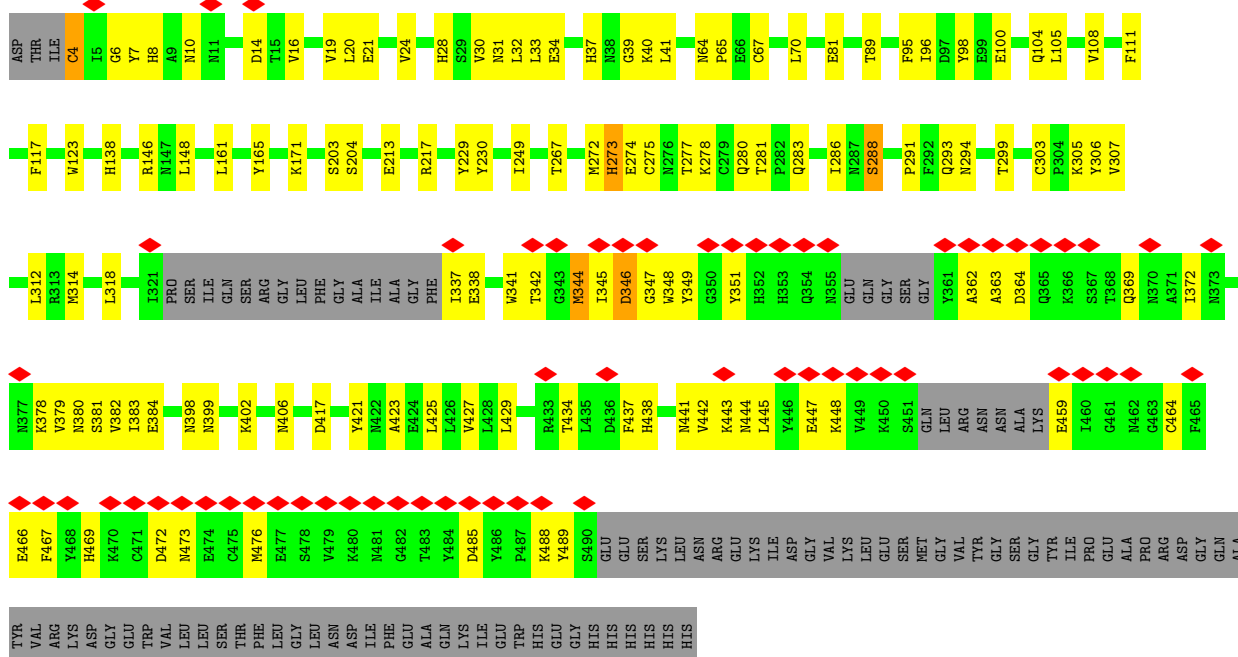 ASP THR ILE C4 I5 G6 Y7 H8 A9 N10 N11 D14 T15 V16 V19 L20 E21 V24 H28 S29 V30 N31 L32 L33 E34 H37 N38 G39 K40 L41 N64 P65 E66 C67 L70 E81 T89 F95 I96 D97 Y98 E99 E100 Q104 L105 V108 F111
F117 W123 H138 R146 N147 L148 L161 Y165 K171 S203 S204 E213 R217 Y229 Y230 I249 T267 M272 H273 E274 C275 N276 T277 K278 C279 Q280 T281 P282 Q283 I286 N287 S288 P291 F292 Q293 N294 T299 C303 P304 K305 Y306 V307
L312 R313 M314 L318 I321 PRO SER ILE GLN SER ARG GLY LEU PHE GLY ALA ILE ALA GLY PHE I337 E338 W341 T342 G343 M344 I345 D346 G347 W348 Y349 G350 Y351 H352 H353 Q354 N355 GLU GLN GLY SER GLY Y361 A362 A363 D364 Q365 K366 S367 T368 Q369 N370 A371 I372 N373
N377 K378 V379 N380 S381 V382 I383 E384 N398 N399 K402 N406 D417 Y421 N422 A423 E424 L425 L426 V427 L428 L429 R433 T434 L435 D436 F437 H438 N441 V442 K443 N444 L445 Y446 E447 K448 V449 K450 S451 GLN LEU ARG ASN ASN ALA LYS E459 I460 G461 N462 G463 C464 F465
E466 F467 Y468 H469 K470 C471 D472 N473 E474 C475 M476 E477 S478 V479 K480 N481 G482 T483 Y484 D485 Y486 P487 K488 Y489 S490 GLU GLU SER LYS LEU ASN ARG GLU LYS ILE ASP GLY VAL LYS LEU GLU SER MET GLY VAL TYR GLY SER GLY TYR ILE PRO GLU ALA PRO ARG ASP GLY GLN ALA
TYR VAL ARG LYS ASP GLY GLU TRP VAL LEU LEU SER THR PHE LEU GLY LEU ASN ASP ILE PHE GLU ALA GLN LYS ILE GLU TRP HIS GLU GLY HIS HIS HIS HIS HIS HIS